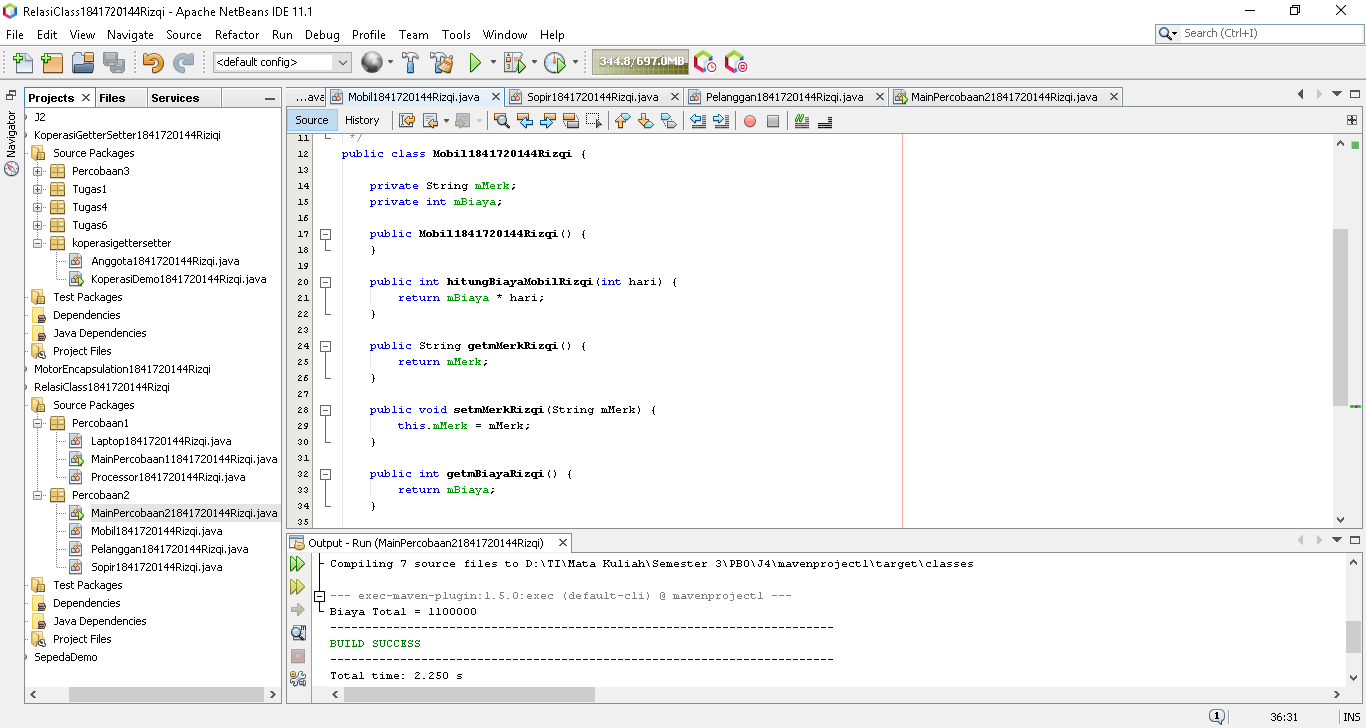 RelasiClass1841720144Rizqi - Apache NetBeans IDE 11.1
File Edit View Navigate Source Refactor Run Debug Profile Team Tools Window Help
Search (Ctrl+I)
<default config>
344.8/697.0MB
Projects Files Services
Navigator
J2
KoperasiGetterSetter1841720144Rizqi
Source Packages
Percobaan3
Tugas1
Tugas4
Tugas6
koperasigettersetter
Anggota1841720144Rizqi.java
KoperasiDemo1841720144Rizqi.java
Test Packages
Dependencies
Java Dependencies
Project Files
MotorEncapsulation1841720144Rizqi
RelasiClass1841720144Rizqi
Source Packages
Percobaan1
Laptop1841720144Rizqi.java
MainPercobaan11841720144Rizqi.java
Processor1841720144Rizqi.java
Percobaan2
MainPercobaan21841720144Rizqi.java
Mobil1841720144Rizqi.java
Pelanggan1841720144Rizqi.java
Sopir1841720144Rizqi.java
Test Packages
Dependencies
Java Dependencies
Project Files
SepedaDemo
...ava Mobil1841720144Rizqi.java Sopir1841720144Rizqi.java Pelanggan1841720144Rizqi.java MainPercobaan21841720144Rizqi.java
Source History
11 */
12 public class Mobil1841720144Rizqi {
13
14 private String mMerk;
15 private int mBiaya;
16
17 public Mobil1841720144Rizqi() {
18 }
19
20 public int hitungBiayaMobilRizqi(int hari) {
21 return mBiaya * hari;
22 }
23
24 public String getmMerkRizqi() {
25 return mMerk;
26 }
27
28 public void setmMerkRizqi(String mMerk) {
29 this.mMerk = mMerk;
30 }
31
32 public int getmBiayaRizqi() {
33 return mBiaya;
34 }
35
Output - Run (MainPercobaan21841720144Rizqi)
Compiling 7 source files to D:\TI\Mata Kuliah\Semester 3\PBO\J4\mavenproject1\target\classes
--- exec-maven-plugin:1.5.0:exec (default-cli) @ mavenproject1 ---
Biaya Total = 1100000
------------------------------------------------------------------------
BUILD SUCCESS
------------------------------------------------------------------------
Total time: 2.250 s
1 36:31 INS